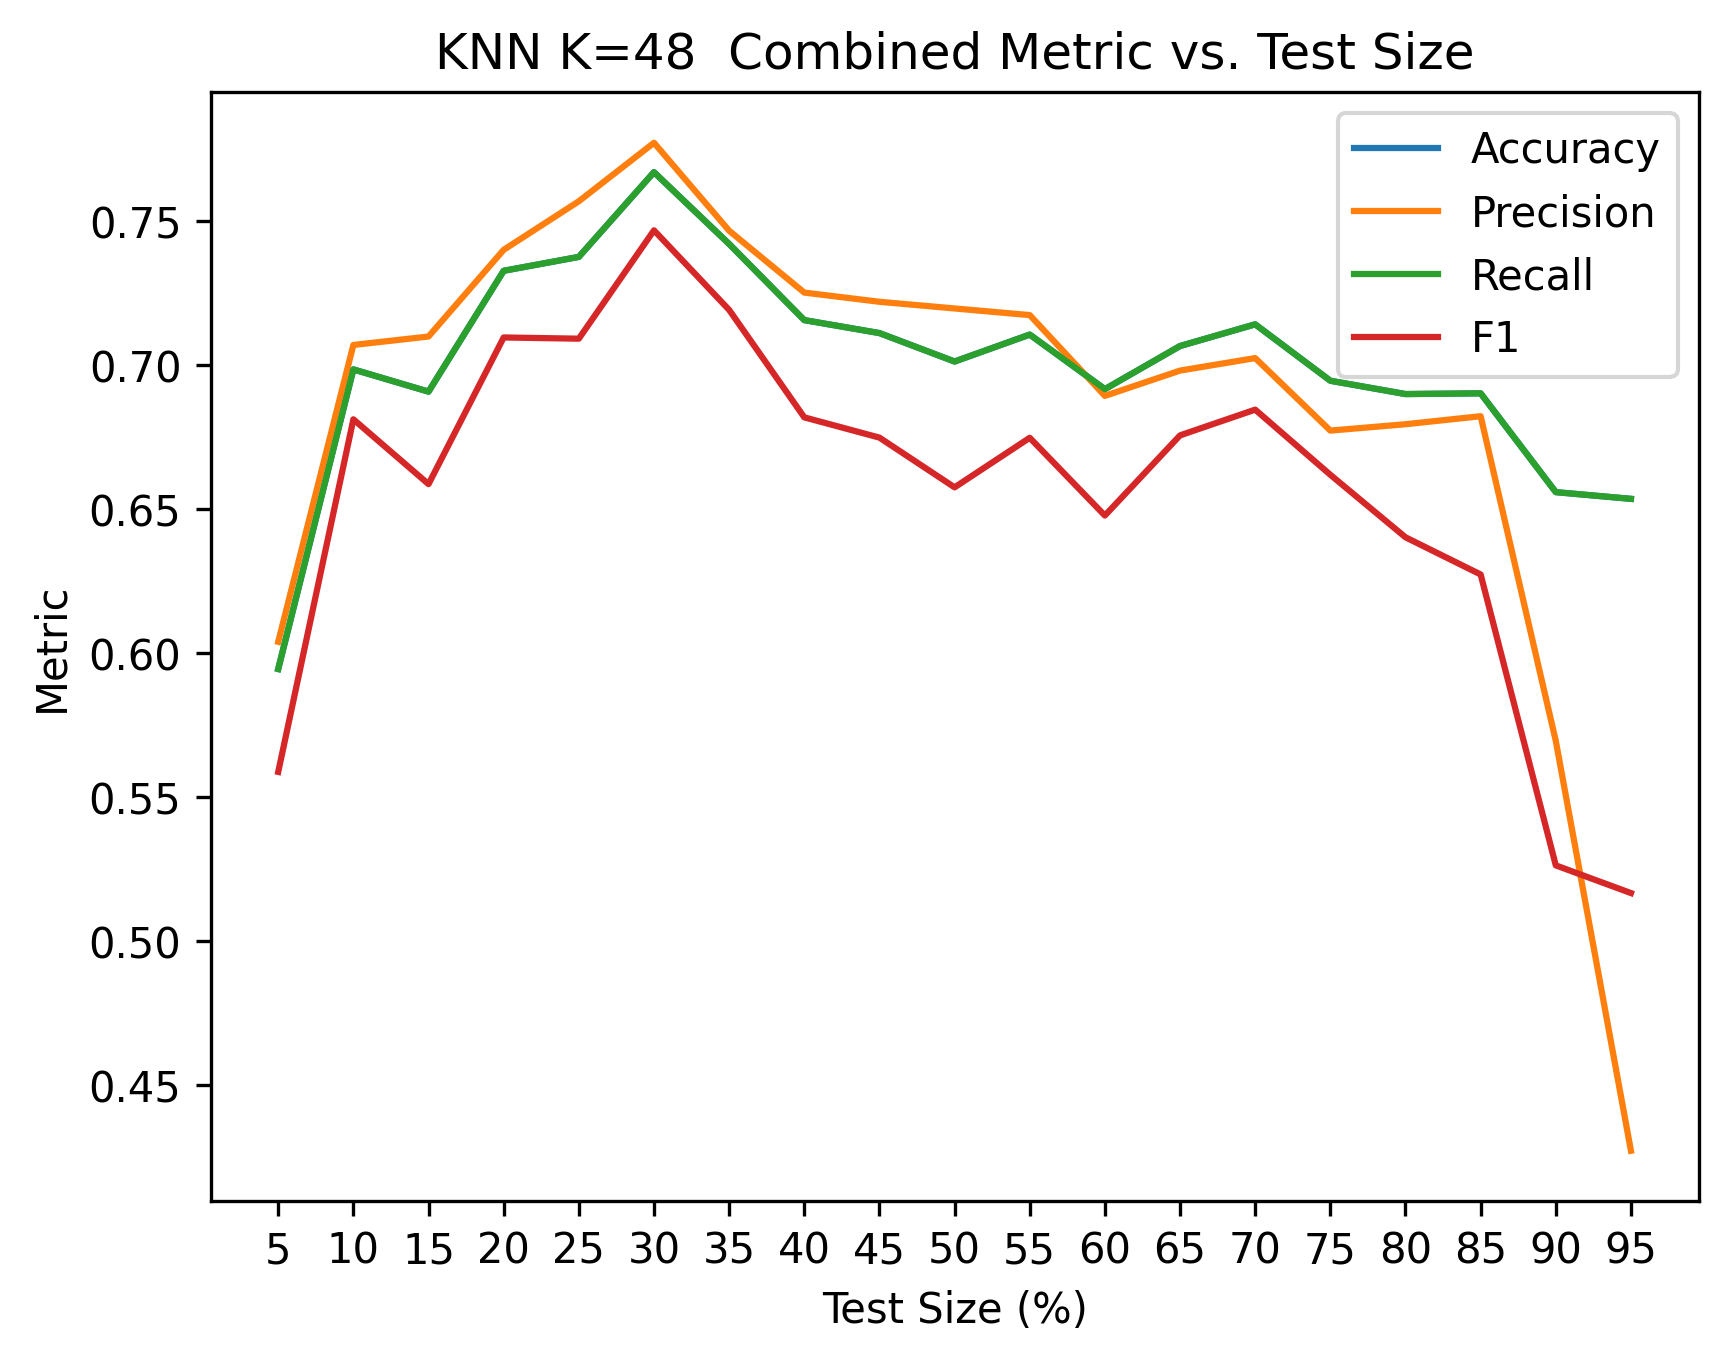 KNN K=48  Combined Metric vs. Test Size
Accuracy
Precision
Recall
F1
Metric
0.75
0.70
0.65
0.60
0.55
0.50
0.45
5 10 15 20 25 30 35 40 45 50 55 60 65 70 75 80 85 90 95
Test Size (%)